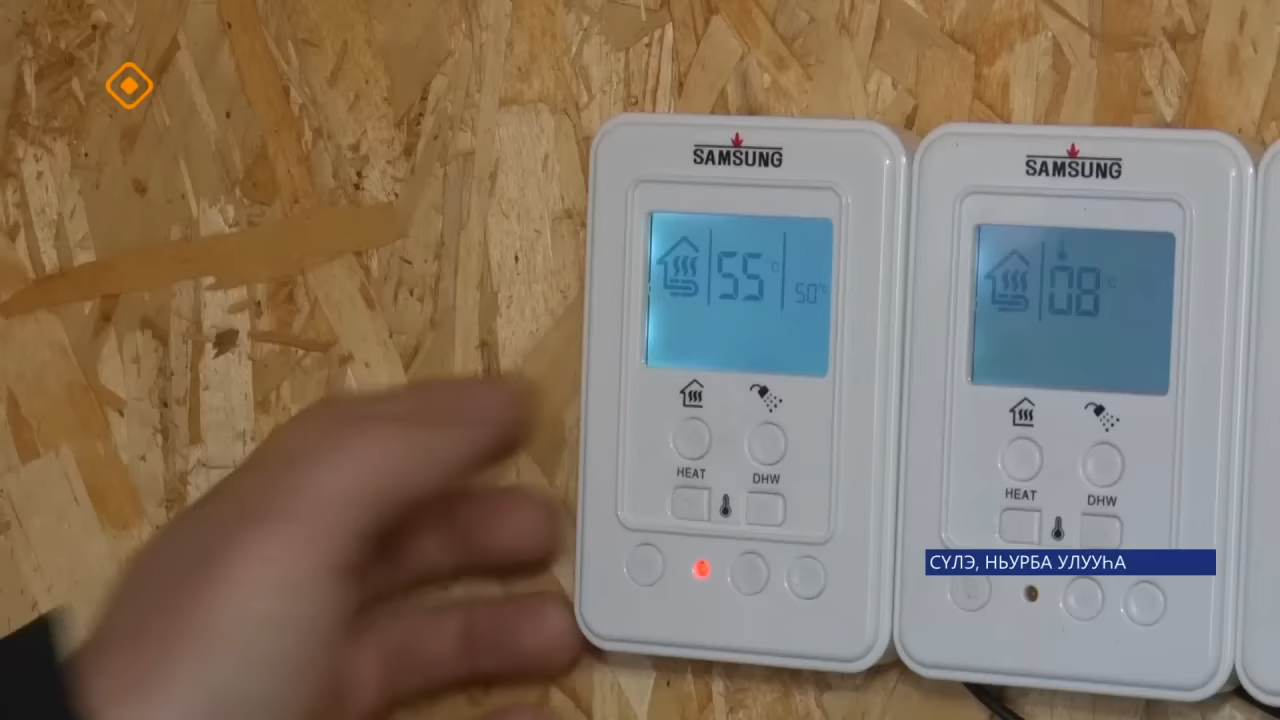 SAMSUNG
55 °C
50 °C
HEAT
DHW
SAMSUNG
08 °C
HEAT
DHW
СҮЛЭ, НЬУРБА УЛУУҺА